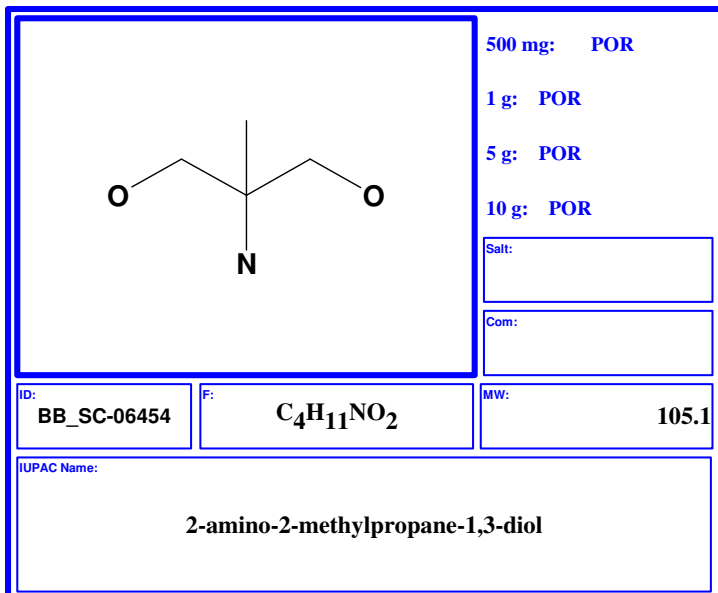 O
O
N
500 mg: POR
1 g: POR
5 g: POR
10 g: POR
Salt:
Com:
ID:
BB_SC-06454
F:
C4H11NO2
MW:
105.1
IUPAC Name:
2-amino-2-methylpropane-1,3-diol